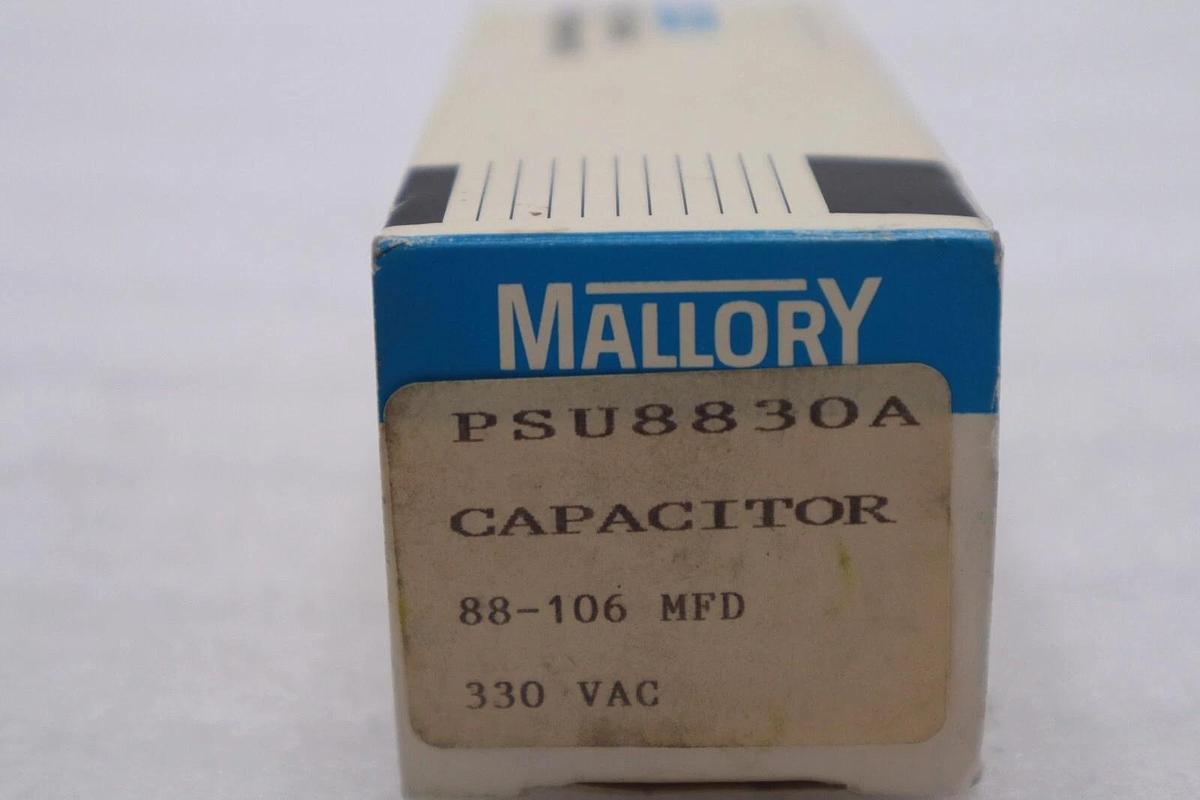 MALLORY
PSU8830A
CAPACITOR
88-106 MFD
330 VAC